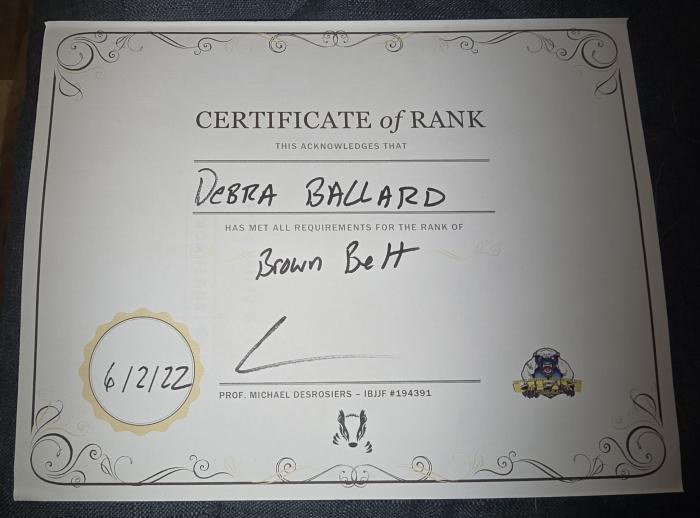 CERTIFICATE of RANK
THIS ACKNOWLEDGES THAT
DEBRA BALLARD
HAS MET ALL REQUIREMENTS FOR THE RANK OF
Brown Belt
6/2/22
PROF. MICHAEL DESROSIERS – IBJJF #194391